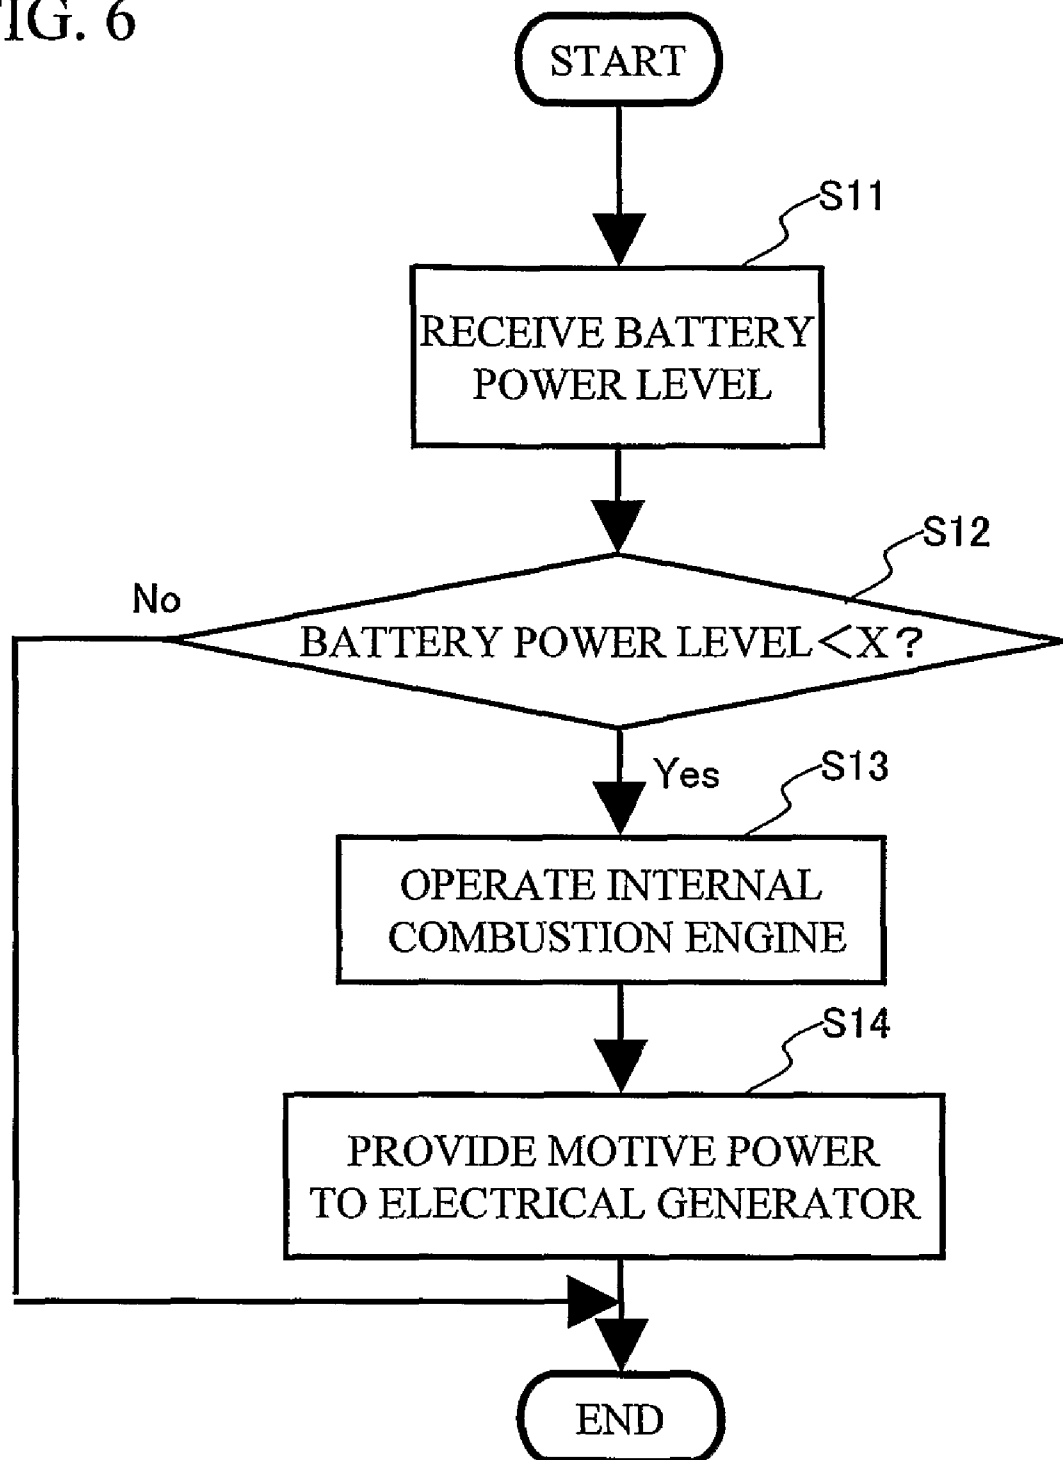 FIG. 6
START
S11
RECEIVE BATTERY
POWER LEVEL
S12
No
BATTERY POWER LEVEL<X?
Yes
S13
OPERATE INTERNAL
COMBUSTION ENGINE
S14
PROVIDE MOTIVE POWER
TO ELECTRICAL GENERATOR
END